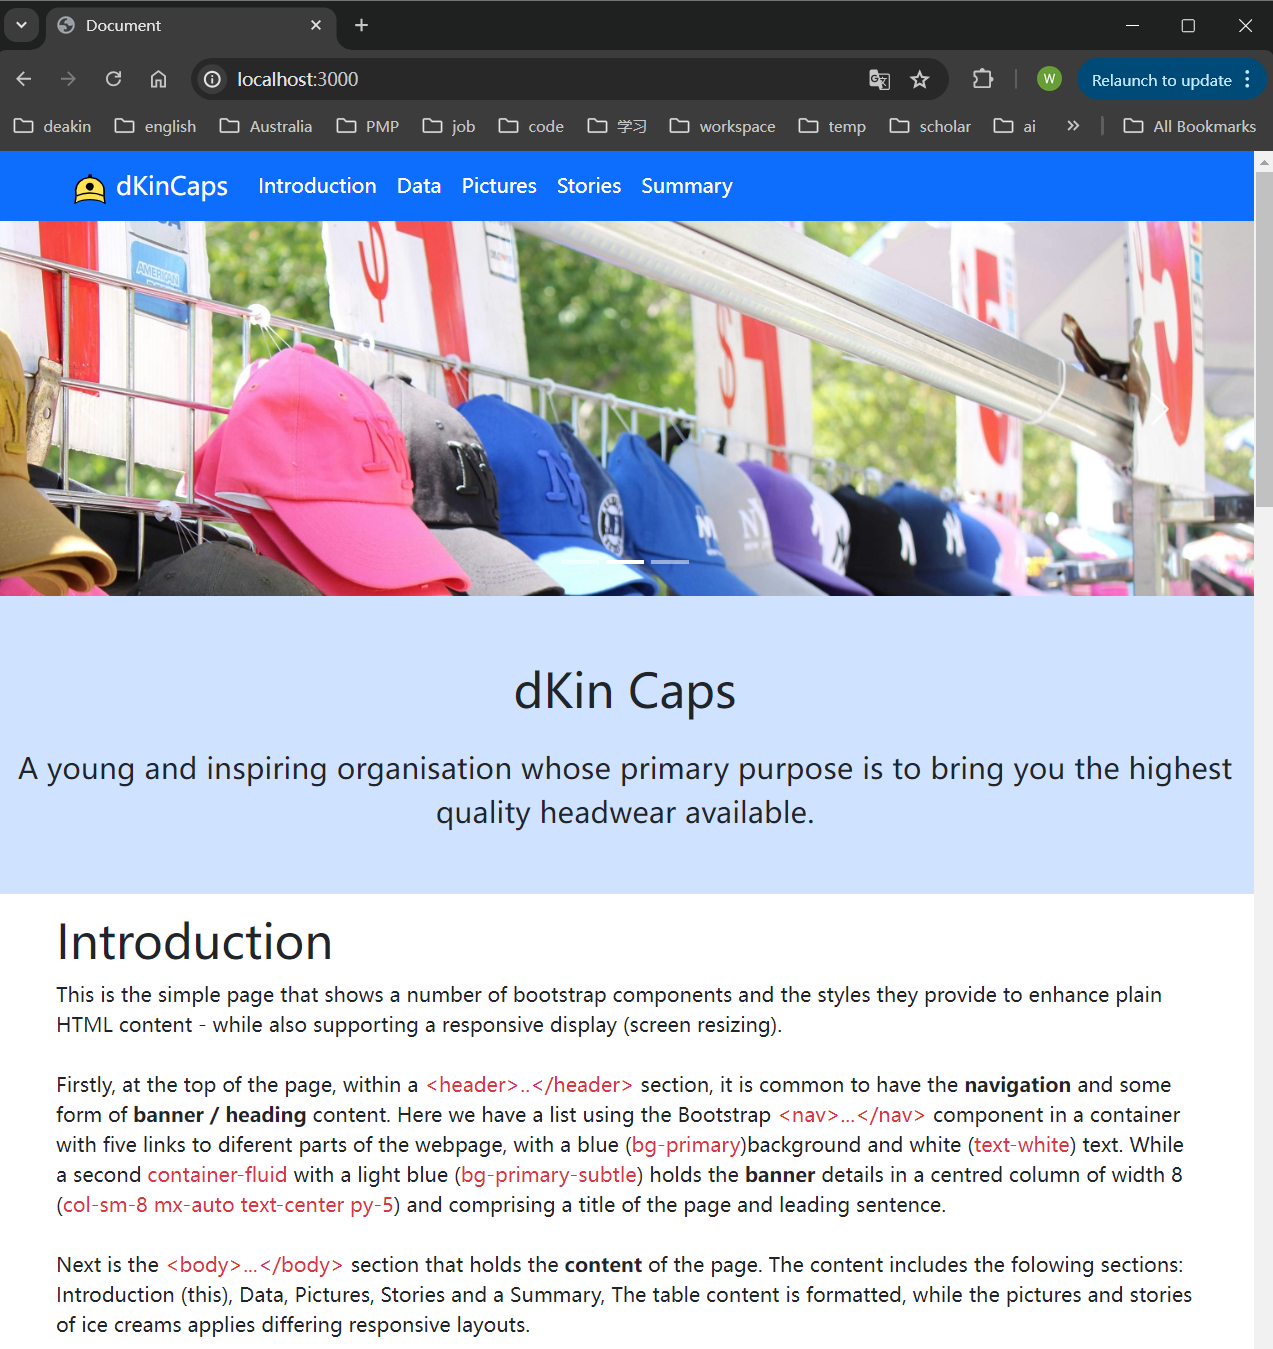 Document
localhost:3000
W
Relaunch to update
deakin
english
Australia
PMP
job
code
学习
workspace
temp
scholar
ai
All Bookmarks
dKinCaps
Introduction
Data
Pictures
Stories
Summary
AMERICAN
$
$
5
dKin Caps
A young and inspiring organisation whose primary purpose is to bring you the highest
quality headwear available.
Introduction
This is the simple page that shows a number of bootstrap components and the styles they provide to enhance plain
HTML content - while also supporting a responsive display (screen resizing).
Firstly, at the top of the page, within a <header>..</header> section, it is common to have the navigation and some
form of banner / heading content. Here we have a list using the Bootstrap <nav>...</nav> component in a container
with five links to diferent parts of the webpage, with a blue (bg-primary)background and white (text-white) text. While
a second container-fluid with a light blue (bg-primary-subtle) holds the banner details in a centred column of width 8
(col-sm-8 mx-auto text-center py-5) and comprising a title of the page and leading sentence.
Next is the <body>...</body> section that holds the content of the page. The content includes the folowing sections:
Introduction (this), Data, Pictures, Stories and a Summary, The table content is formatted, while the pictures and stories
of ice creams applies differing responsive layouts.